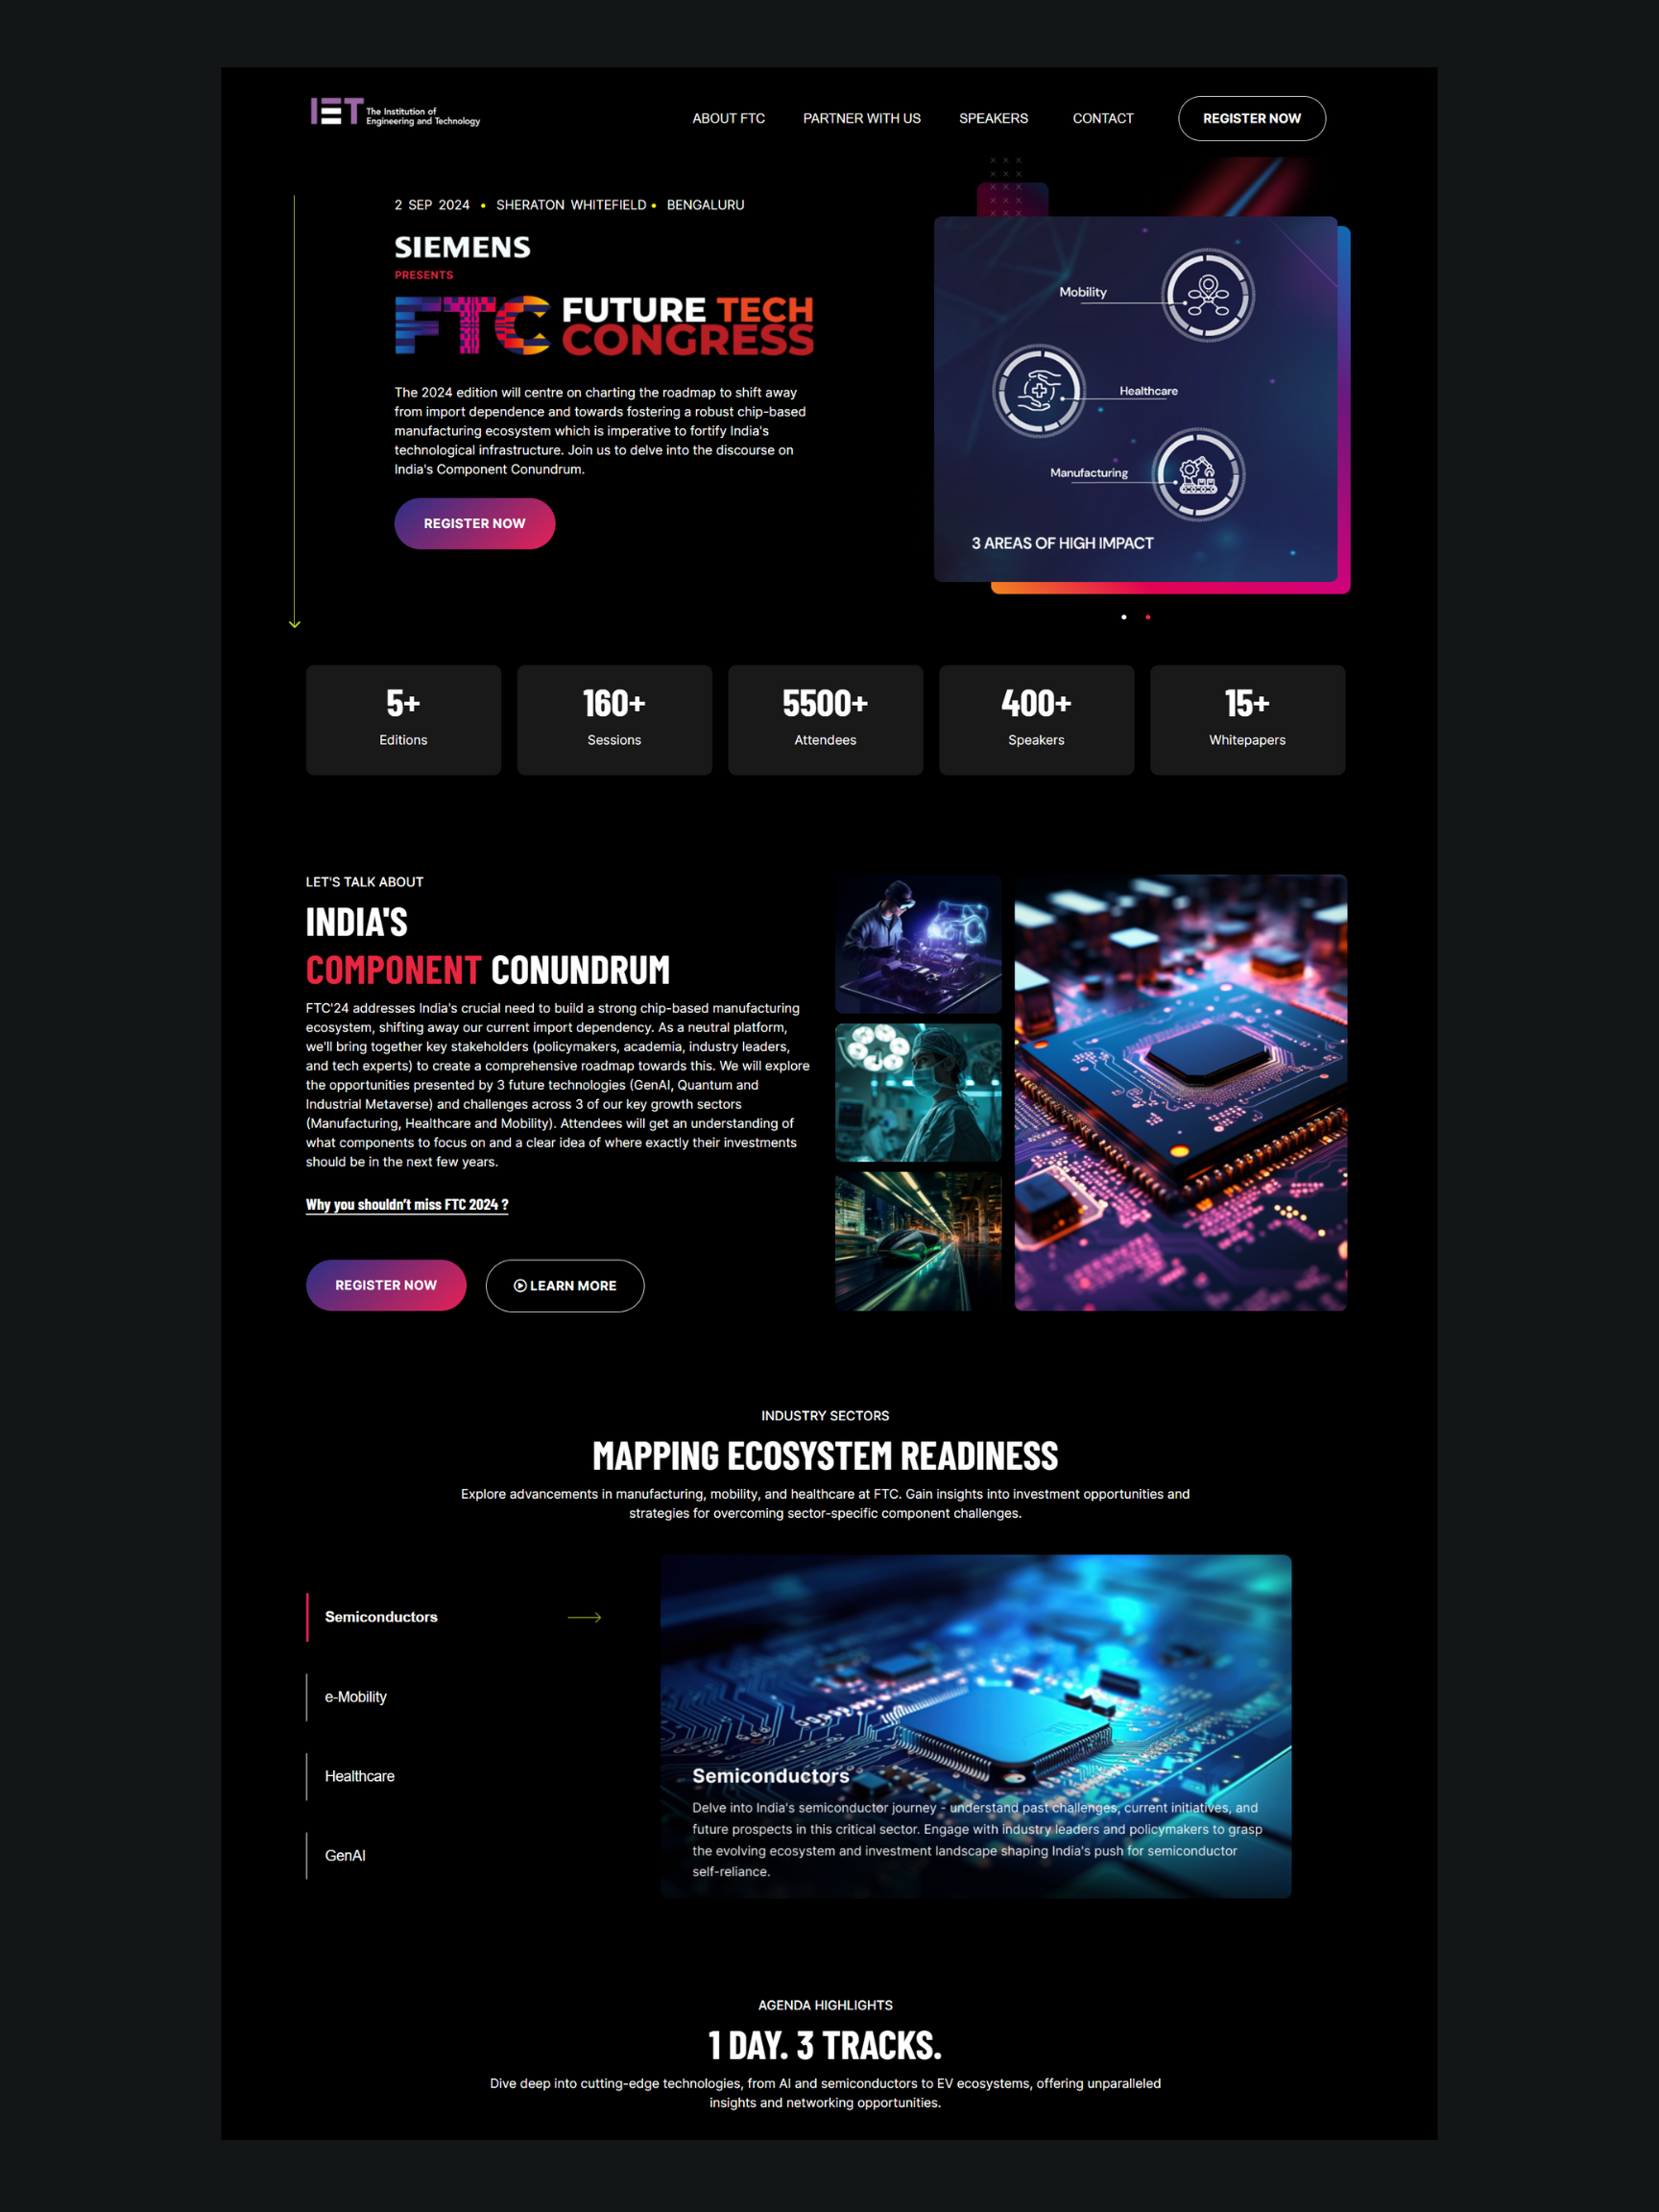 IET The Institution of
Engineering and Technology
ABOUT FTC
PARTNER WITH US
SPEAKERS
CONTACT
REGISTER NOW
2 SEP 2024 • SHERATON WHITEFIELD • BENGALURU
SIEMENS
PRESENTS
FTC FUTURE TECH
CONGRESS
The 2024 edition will centre on charting the roadmap to shift away
from import dependence and towards fostering a robust chip-based
manufacturing ecosystem which is imperative to fortify India's
technological infrastructure. Join us to delve into the discourse on
India's Component Conundrum.
REGISTER NOW
Mobility
Healthcare
Manufacturing
3 AREAS OF HIGH IMPACT
5+
Editions
160+
Sessions
5500+
Attendees
400+
Speakers
15+
Whitepapers
LET'S TALK ABOUT
INDIA'S
COMPONENT CONUNDRUM
FTC'24 addresses India's crucial need to build a strong chip-based manufacturing
ecosystem, shifting away our current import dependency. As a neutral platform,
we'll bring together key stakeholders (policymakers, academia, industry leaders,
and tech experts) to create a comprehensive roadmap towards this. We will explore
the opportunities presented by 3 future technologies (GenAI, Quantum and
Industrial Metaverse) and challenges across 3 of our key growth sectors
(Manufacturing, Healthcare and Mobility). Attendees will get an understanding of
what components to focus on and a clear idea of where exactly their investments
should be in the next few years.
Why you shouldn't miss FTC 2024 ?
REGISTER NOW
LEARN MORE
INDUSTRY SECTORS
MAPPING ECOSYSTEM READINESS
Explore advancements in manufacturing, mobility, and healthcare at FTC. Gain insights into investment opportunities and
strategies for overcoming sector-specific component challenges.
Semiconductors
e-Mobility
Healthcare
GenAI
Semiconductors
Delve into India's semiconductor journey - understand past challenges, current initiatives, and
future prospects in this critical sector. Engage with industry leaders and policymakers to grasp
the evolving ecosystem and investment landscape shaping India's push for semiconductor
self-reliance.
AGENDA HIGHLIGHTS
1 DAY. 3 TRACKS.
Dive deep into cutting-edge technologies, from AI and semiconductors to EV ecosystems, offering unparalleled
insights and networking opportunities.